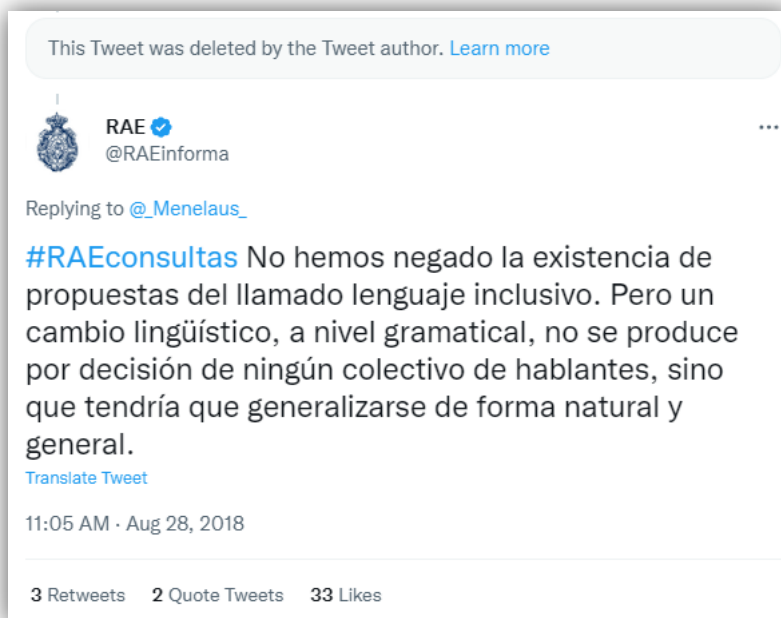 This Tweet was deleted by the Tweet author. Learn more
RAE
@RAEinforma
Replying to @_Menelaus_
#RAEconsultas No hemos negado la existencia de
propuestas del llamado lenguaje inclusivo. Pero un
cambio lingüístico, a nivel gramatical, no se produce
por decisión de ningún colectivo de hablantes, sino
que tendría que generalizarse de forma natural y
general.
Translate Tweet
11:05 AM · Aug 28, 2018
3 Retweets 2 Quote Tweets 33 Likes